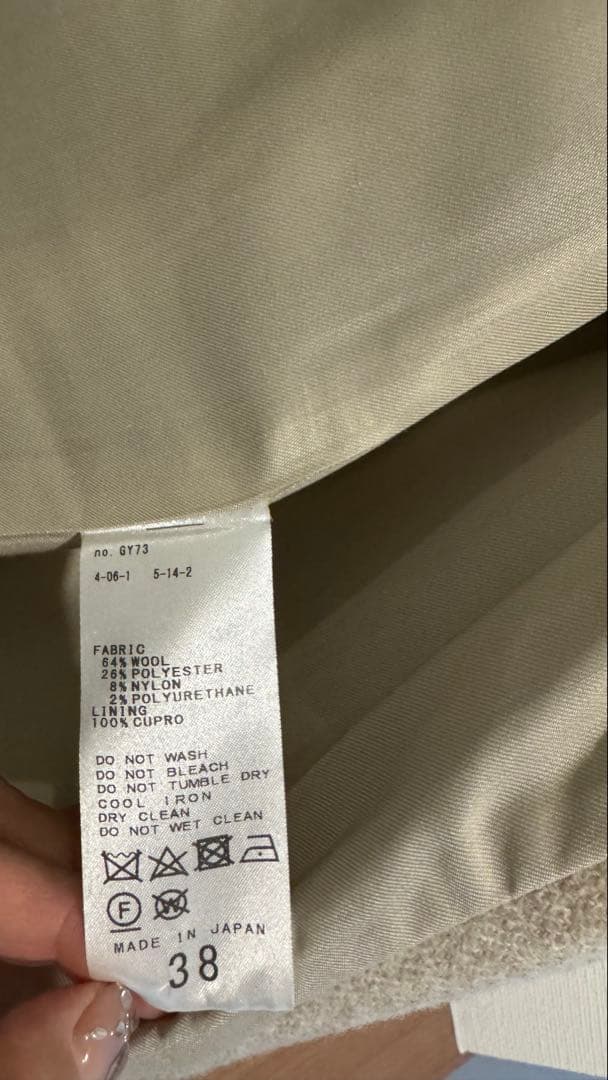 no. GY73
4-06-1 5-14-2
FABRIC
64% WOOL
26% POLYESTER
8% NYLON
2% POLYURETHANE
LINING
100% CUPRO
DO NOT WASH
DO NOT BLEACH
DO NOT TUMBLE DRY
COOL IRON
DRY CLEAN
DO NOT WET CLEAN
F W
MADE IN JAPAN
38